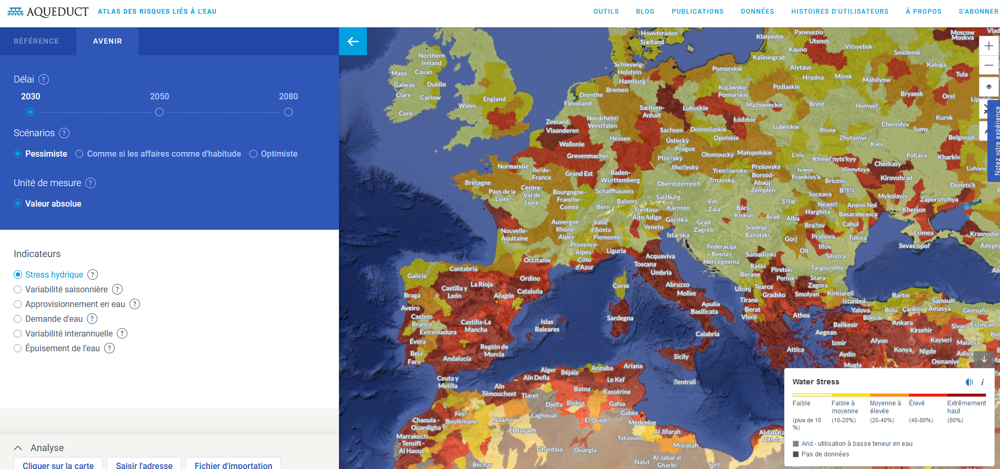 AQUEDUCT ATLAS DES RISQUES LIÉS À L'EAU
OUTILS BLOG PUBLICATIONS DONNÉES HISTOIRES D'UTILISATEURS À PROPOS S'ABONNER
RÉFÉRENCE AVENIR
Délai ?
2030 2050 2080
Scénarios ?
Pessimiste Comme si les affaires comme d'habitude Optimiste
Unité de mesure ?
Valeur absolue
Indicateurs
Stress hydrique ?
Variabilité saisonnière ?
Approvisionnement en eau ?
Demande d'eau ?
Variabilité interannuelle ?
Épuisement de l'eau ?
Analyse
Cliquer sur la carte Saisir l'adresse Fichier d'importation
Hovedstaden
Sjælland
Klaipedos
Panevezio
Utenos
Moscow
Moskva
Vlad
Kauno
Vitsyebsk
Smolensk
Kaliningrad
Alytaus
Kaluga
Tula
Northern
Ireland
Mayo
Cavan
Galway
Dublin
Clare
Carlow
Cork
Wales
England
Schleswig-
Holstein
Hamburg
Pomorskie
Hrodna
Minsk
Mahilyow
Drenthe
Bremen
Flevoland
Kujawsko-
Pomorskie
Podlaskie
Bryansk
Orel
Lipetsk
Sachsen-
Anhalt
Lubuskie
Mazowieckie
Brest
Homyel'
Kursk
Zeeland
Vlaanderen
Nordrhein-
Westfalen
Łódzkie
Lubelskie
Chernihiv
Sumy
Sachsen
Dolnośląskie
Opolskie
Rivne
Zhytomyr
Kiev
Belgorod
Wallonie
Hessen
Ústecký
Prague
Grevenmacher
Plze?ský
Olomoucký
Małopolskie
L'viv
Khmel'nyts'kyy
Poltava
Kharkiv
Normandie
Île-de-
France
Grand Est
Baden-
Württemberg
Jiho?eský
Tren?iansky
Trnavský
Prešovský
Borsod-
Abaúj-
Zemplén
Ivano-
Frankivs'k
Vinnytsya
Cherkasy
Kirovohrad
Luhans
Bretagne
Pays de la
Loire
Centre-
Val de
Loire
Bourgogne-
Franche-
Comté
Schaffhausen
Oberösterreich
Briceni
B?l?i
Donets'k
Bern
Balzers
Salzburg
Suceava
Mykolayiv
Zaporizhzhya
Trentino-
Alto Adige
Kärnten
Vas
Zala
Bács-
Kiskun
S?laj
Neam?
Harghita
Anenii Noi
Basarabeasca
Kherson
Goriška
Arad
Alba
Auvergne-
Rhône-
Alpes
Valle
d'Aosta
Piemonte
Veneto
Grad
Zagreb
Bra?ov
Cahul
Nouvelle-
Aquitaine
Istarska
Srednje-
Banatski
Gorj
Prahova
Tulcea
Crimea
Krasnodar
Provence-
Alpes-
Côte
d'Azur
Liguria
Federacija
Bosna i
Hercegovina
Šumadijski
Ilfov
Olt
Silistra
Sevastopol'
Adygey
Occitanie
Acquaviva
Toscana
Umbria
Raški
Berane
Pirotski
Pernik
Targovishte
Stara
Zagora
Galicia
Cantabria
La Rioja
Ordino
Cataluña
Castilla y
León
Aragón
Corse
Abruzzo
Molise
Ulcinj
Tearce
Gradsko
Smolyan
Kirklareli
Bartın
Istanbul
Samsun
Braga
Aveiro
Tiranë
Berat
Vlorë
Yalova
Bilecik
Bolu
Çankiri
Amasya
Giresun
Castelo
Branco
Castilla-La
Mancha
Islas
Baleares
Sardegna
Apulia
Basilicata
Athos
Balikesir
Ankara
Kirsehir
Sivas
Erzincan
Extremadura
Calabria
Aegean
Izmir
Afyon
Kayseri
Malatya
Évora
Beja
Faro
Región de
Murcia
Andalucía
Sicily
Attica
Aydin
Mugla
Konya
Nigde
Osmaniye
Ceuta y
Melilla
Alger
Aïn Defla
Béjaïa
Annaba
Ariana
Le Kef
?entrali
Aïn
Témouchent
Tiaret
Batna
Kassérine
Djelfa
Biskra
Gafsa
Fès -
Boulemane
Naâma
Laghouat
El Oued
Gabès
Médenine
Chaouia -
Ouardigha
El Bayadh
Al Jifarah
Al Jabal a
Akhdar
Marrakech
- Tensift -
Al Haouz
Tataouine
Misratah
Ghardaïa
Ouargla
Béchar
Nalut
Al Jabal al
Gharbi
Surt
Notez votre expérience
Water Stress i
Faible Faible à moyenne Moyenne à élevée Élevé Extrêmement haut
(plus de 10 %) (10-20%) (20-40%) (40-80%) (80%)
Arid - utilisation à basse teneur en eau
Pas de données